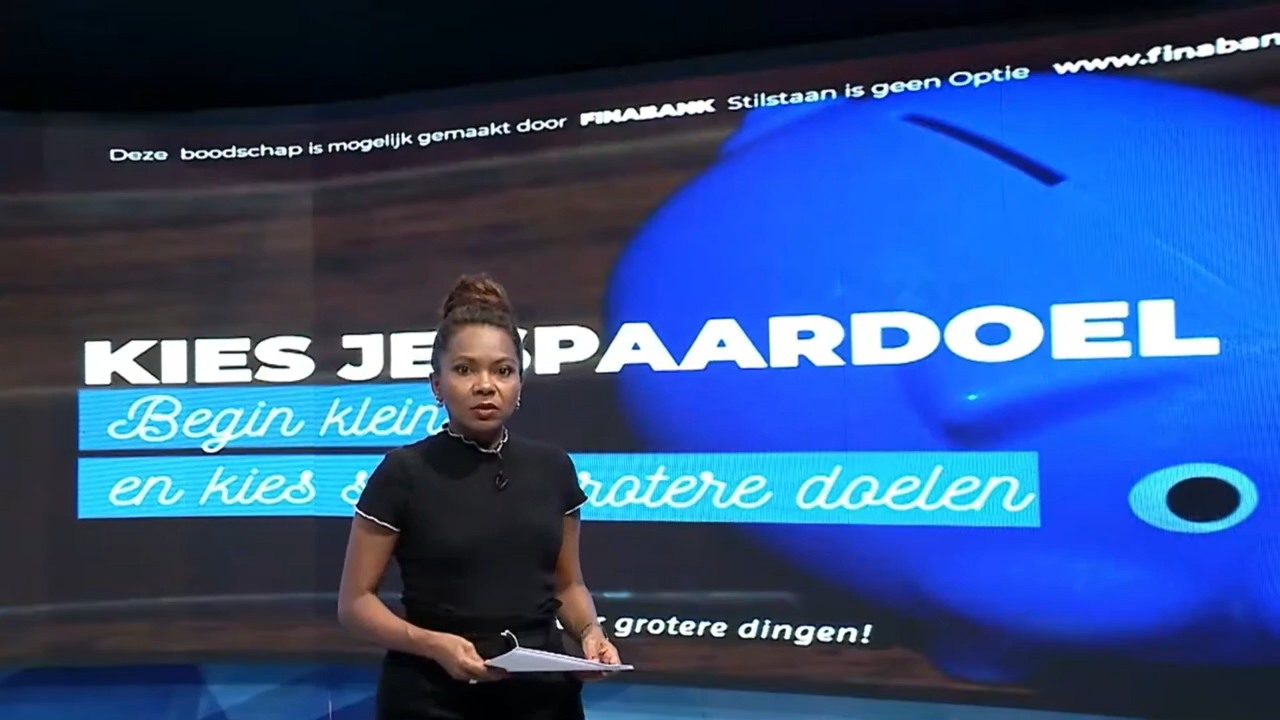 Deze boodschap is mogelijk gemaakt door FINABANK Stilstaan is geen Optie www.finaban
KIES JE SPAARDOEL
Begin klein
en kies rotere doelen
grotere dingen!